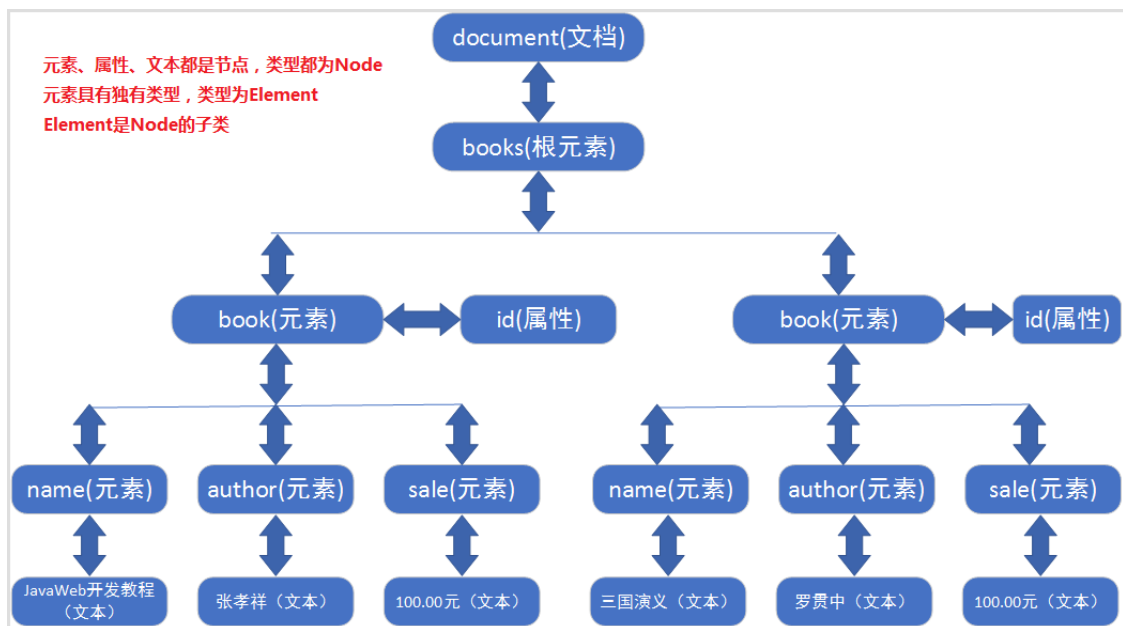 document(文档)
元素、属性、文本都是节点，类型都为Node
元素具有独有类型，类型为Element
Element是Node的子类
books(根元素)
book(元素)
id(属性)
book(元素)
id(属性)
name(元素)
author(元素)
sale(元素)
name(元素)
author(元素)
sale(元素)
JavaWeb开发教程
（文本）
张孝祥（文本）
100.00元（文本）
三国演义（文本）
罗贯中（文本）
100.00元（文本）